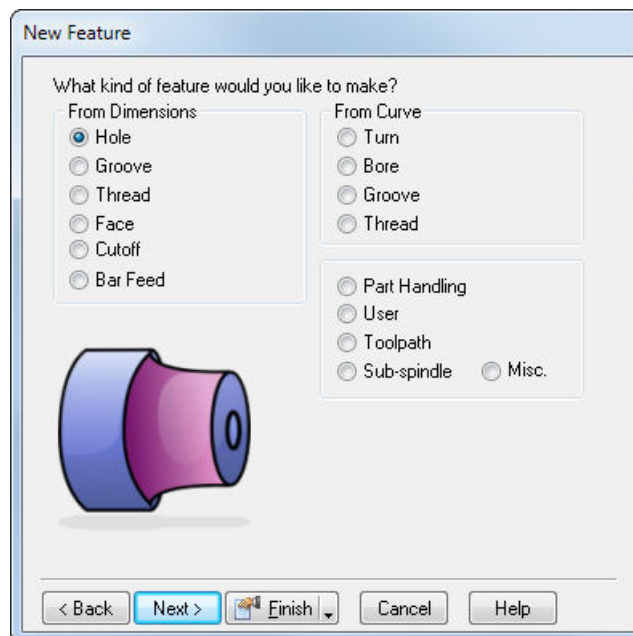 New Feature
What kind of feature would you like to make?
From Dimensions
Hole
Groove
Thread
Face
Cutoff
Bar Feed
From Curve
Turn
Bore
Groove
Thread
Part Handling
User
Toolpath
Sub-spindle Misc.
< Back Next > Finish Cancel Help